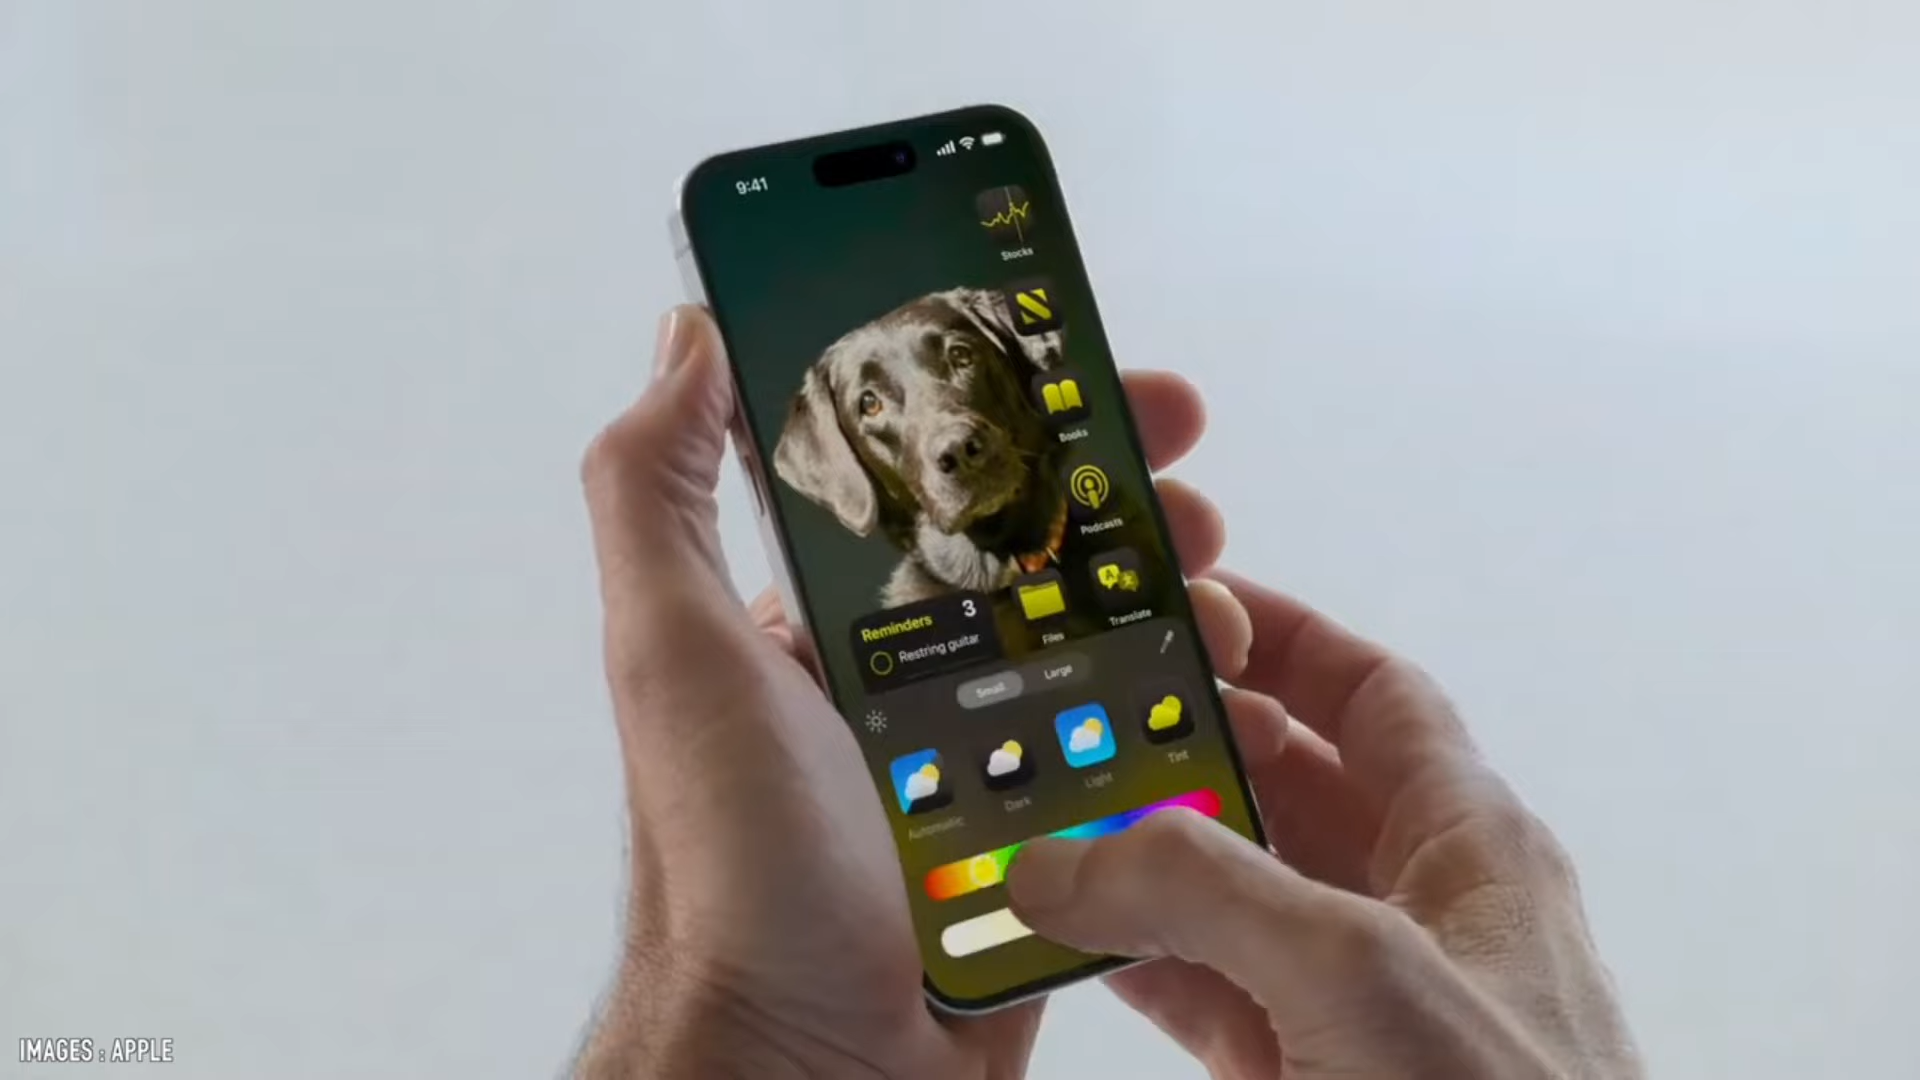 9:41
Stocks
Books
Podcasts
Translate
Files
Reminders 3
Restring guitar
Small Large
Automatic Dark Light Tint
IMAGES : APPLE